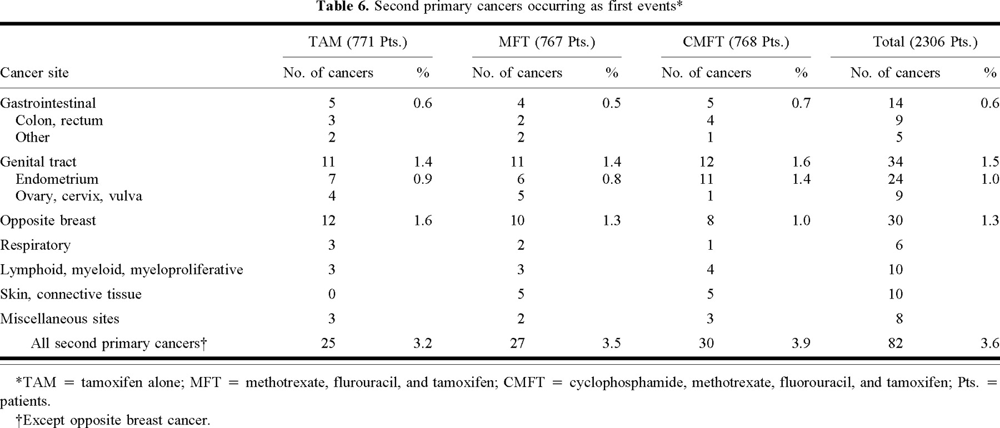 Table 6. Second primary cancers occurring as first events*
TAM (771 Pts.) MFT (767 Pts.) CMFT (768 Pts.) Total (2306 Pts.)
Cancer site No. of cancers % No. of cancers % No. of cancers % No. of cancers %
Gastrointestinal 5 0.6 4 0.5 5 0.7 14 0.6
Colon, rectum 3 2 4 9
Other 2 2 1 5
Genital tract 11 1.4 11 1.4 12 1.6 34 1.5
Endometrium 7 0.9 6 0.8 11 1.4 24 1.0
Ovary, cervix, vulva 4 5 1 9
Opposite breast 12 1.6 10 1.3 8 1.0 30 1.3
Respiratory 3 2 1 6
Lymphoid, myeloid, myeloproliferative 3 3 4 10
Skin, connective tissue 0 5 5 10
Miscellaneous sites 3 2 3 8
All second primary cancers† 25 3.2 27 3.5 30 3.9 82 3.6
*TAM = tamoxifen alone; MFT = methotrexate, flurouracil, and tamoxifen; CMFT = cyclophosphamide, methotrexate, fluorouracil, and tamoxifen; Pts. =
patients.
†Except opposite breast cancer.